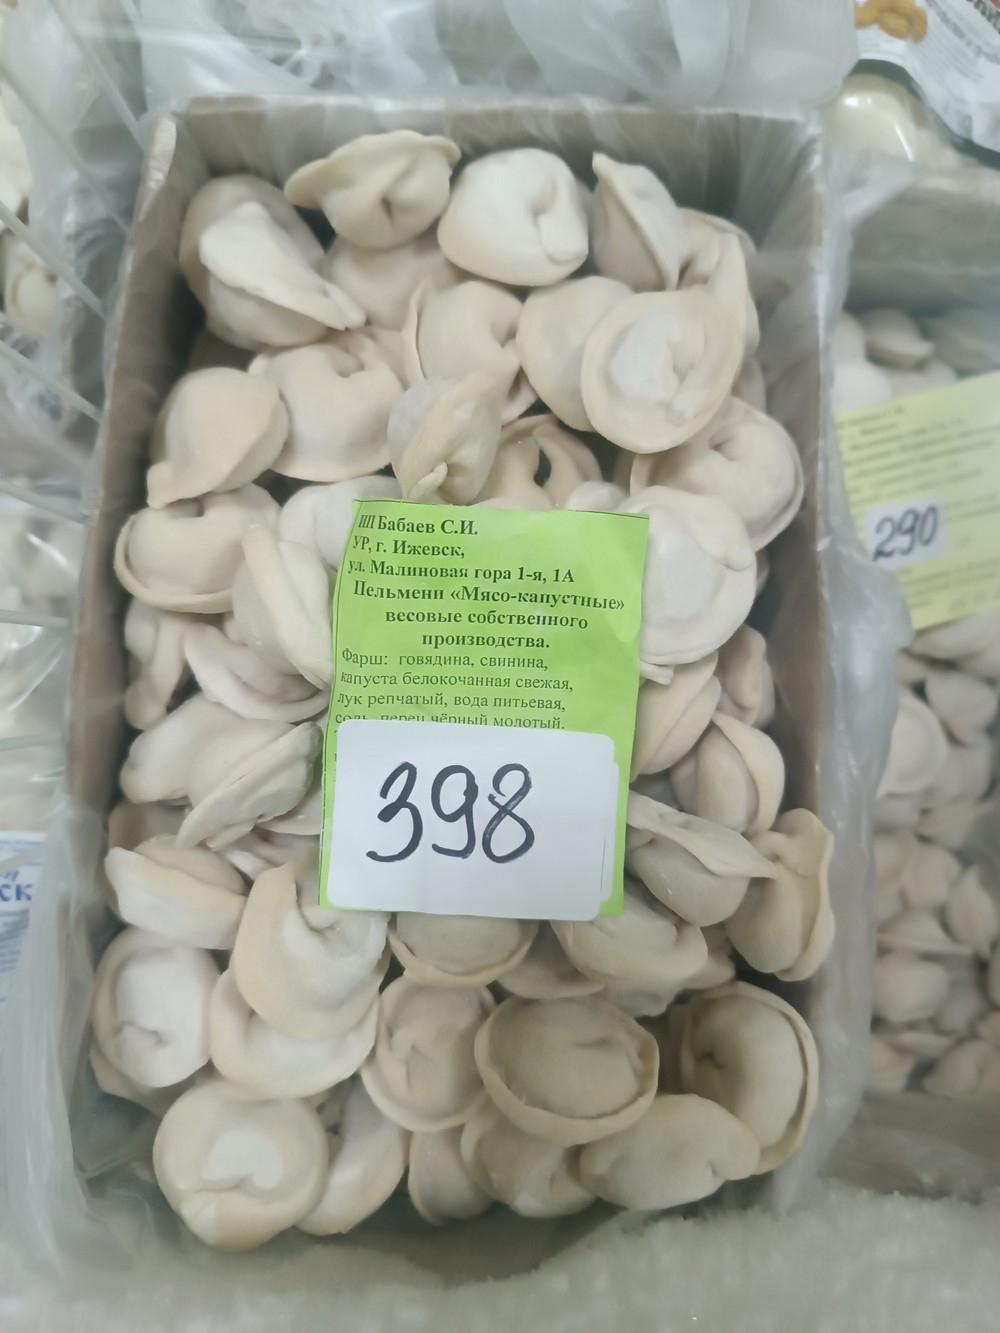 ИП Бабаев С.И.
УР, г. Ижевск,
ул. Малиновая гора 1-я, 1А
Пельмени «Мясо-капустные»
весовые собственного
производства.
Фарш: говядина, свинина,
капуста белокочанная свежая,
лук репчатый, вода питьевая,
соль, перец чёрный молотый.
398
290
СК